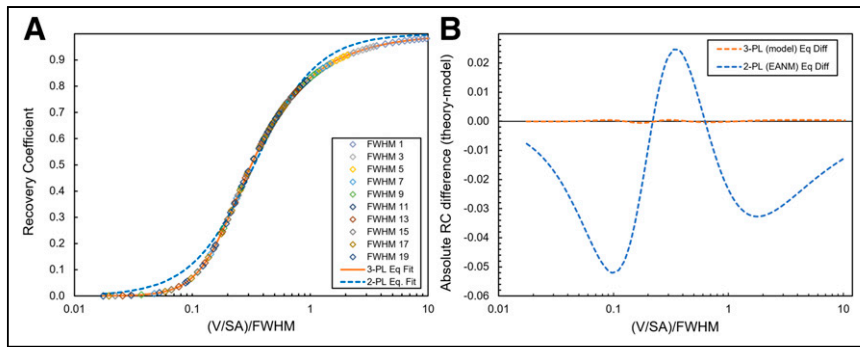 A
Recovery Coefficient
0.9
0.8
0.7
0.6
0.5
0.4
0.3
0.2
0.1
0.0
FWHM 1
FWHM 3
FWHM 5
FWHM 7
FWHM 9
FWHM 11
FWHM 13
FWHM 15
FWHM 17
FWHM 19
3-PL Eq Fit
2-PL Eq. Fit
0.01 0.1 1 10
(V/SA)/FWHM
B
Absolute RC difference (theory-model)
3-PL (model) Eq Diff
2-PL (EANM) Eq Diff
0.02
0.01
0.00
-0.01
-0.02
-0.03
-0.04
-0.05
-0.06
0.01 0.1 1 10
(V/SA)/FWHM